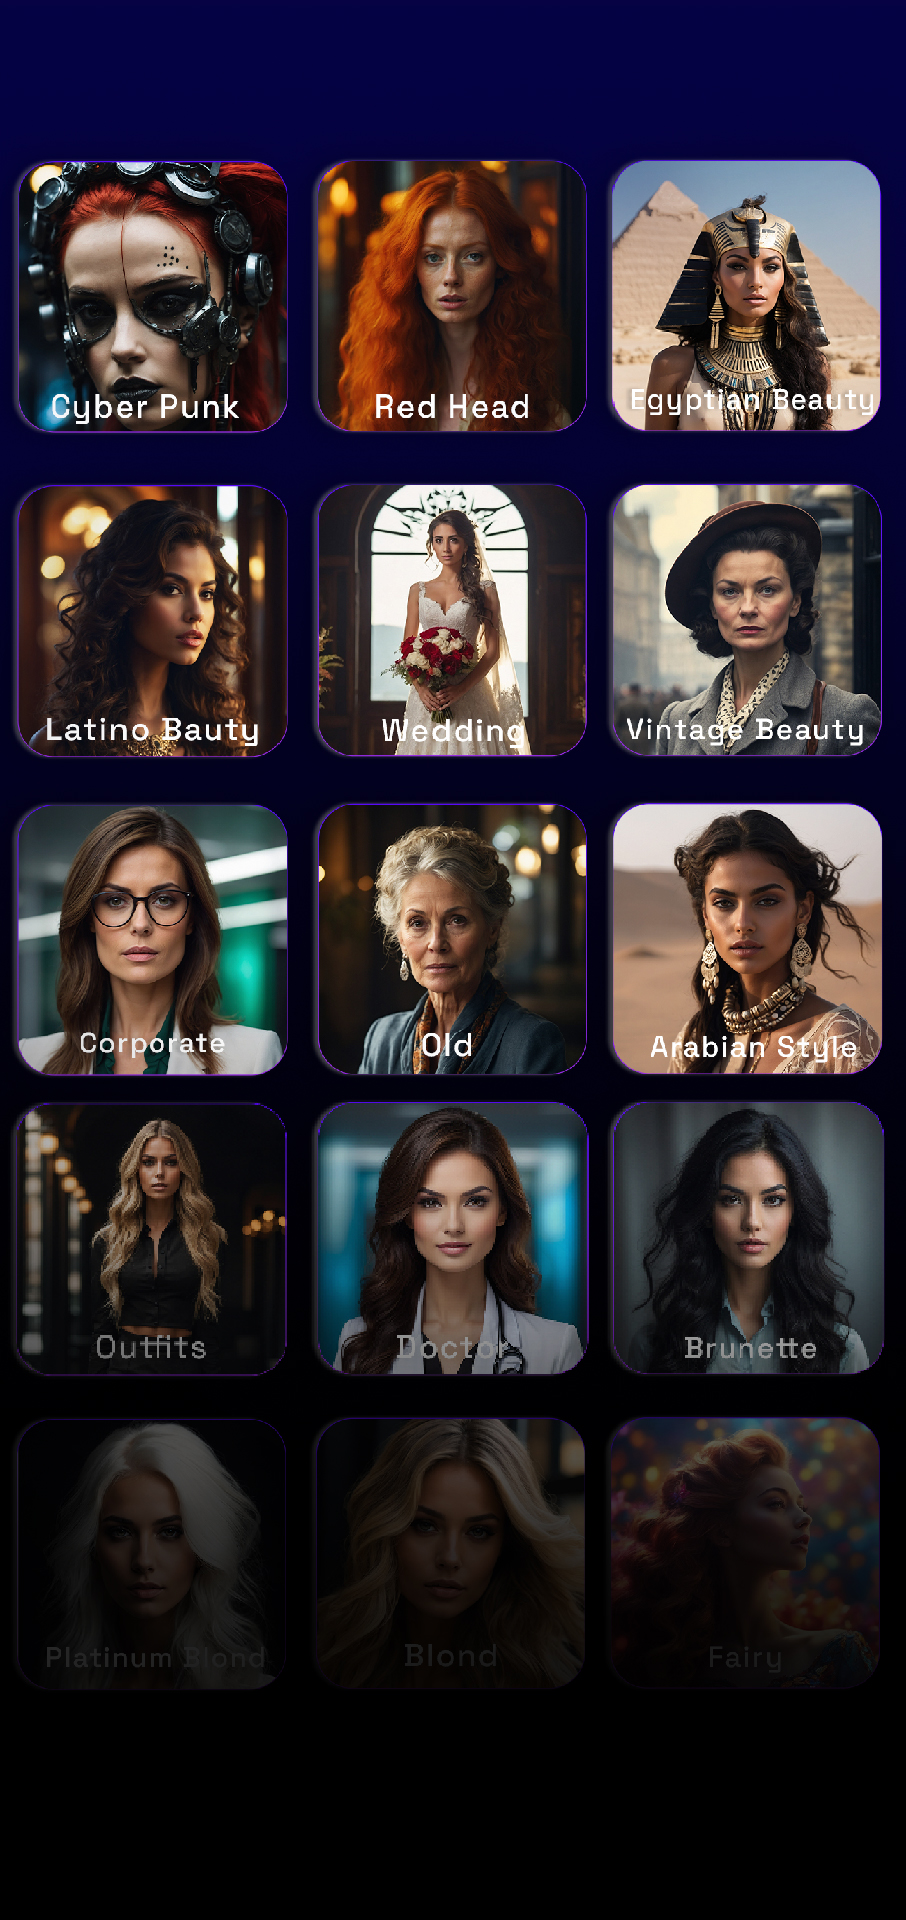 Cyber Punk
Red Head
Egyptian Beauty
Latino Bauty
Wedding
Vintage Beauty
Corporate
Old
Arabian Style
Outfits
Doctor
Brunette
Platinum Blond
Blond
Fairy